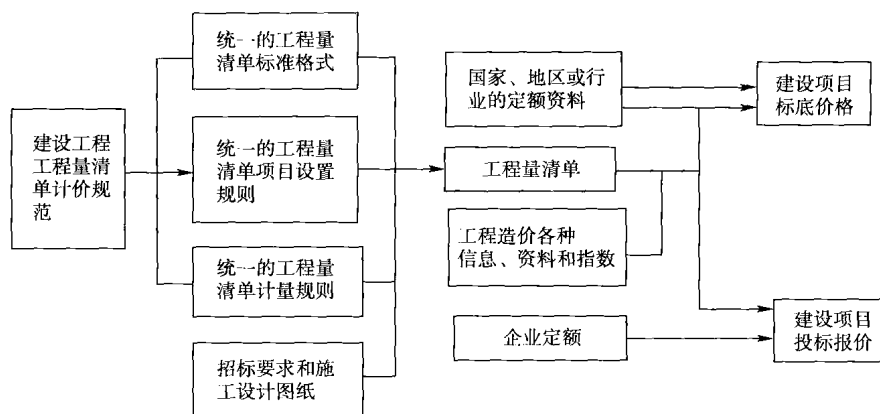 建设工程
工程量清
单计价规
范
统一的工程量
清单标准格式
统一的工程量
清单项目设置
规则
统一的工程量
清单计量规则
招标要求和施
工设计图纸
国家、地区或行
业的定额资料
工程量清单
工程造价各种
信息、资料和指数
企业定额
建设项目
标底价格
建设项目
投标报价